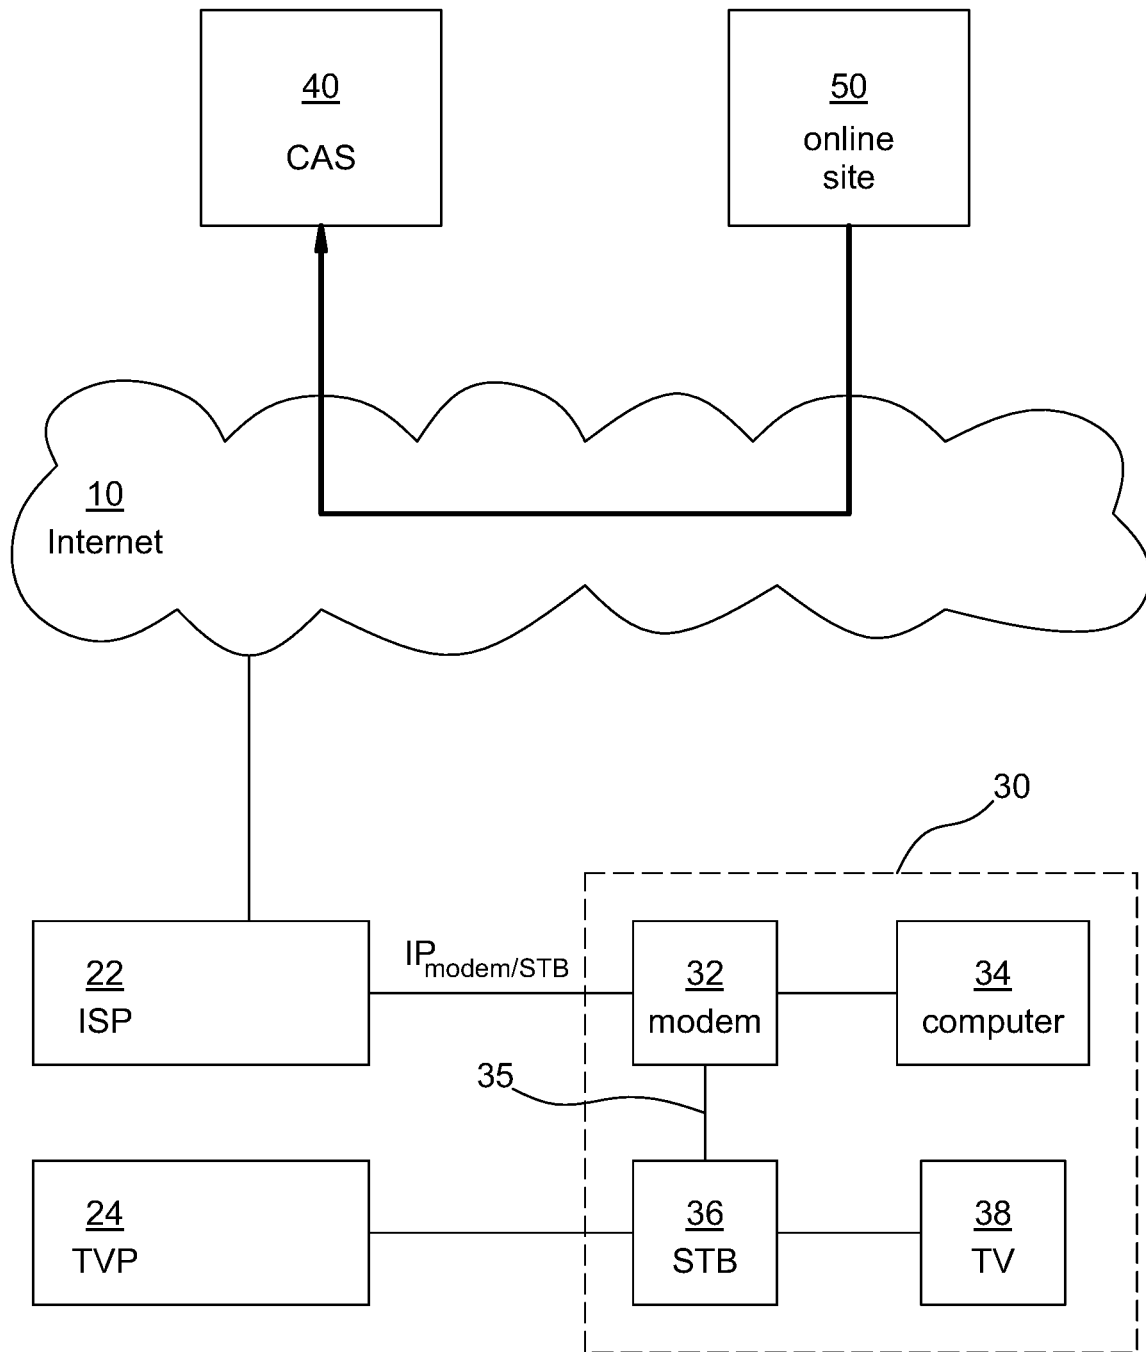 40
CAS
50
online
site
10
Internet
30
22
ISP
IPmodem/STB
32
modem
34
computer
35
24
TVP
36
STB
38
TV